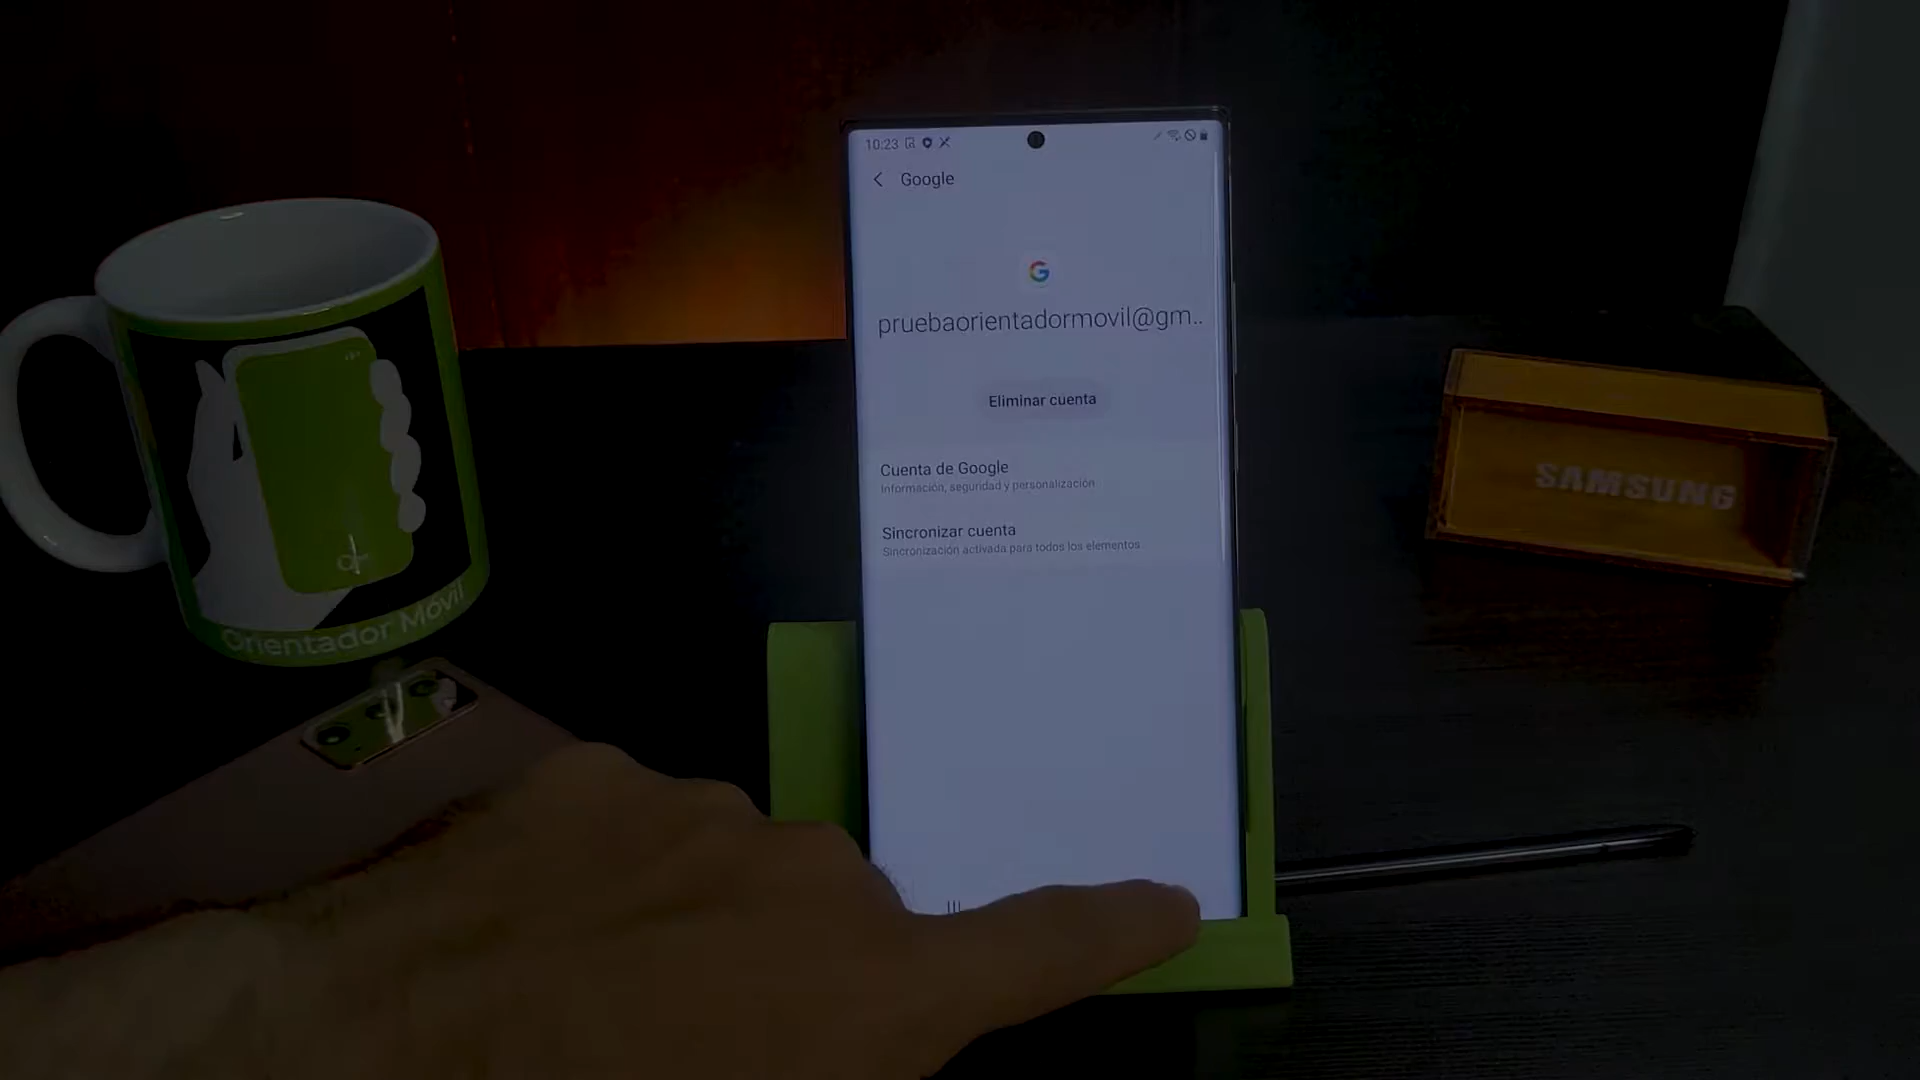 10:23
Google
G
pruebaorientadormovil@gm..
Eliminar cuenta
Cuenta de Google
Información, seguridad y personalización
Sincronizar cuenta
Sincronización activada para todos los elementos
SAMSUNG
Orientador Móvil